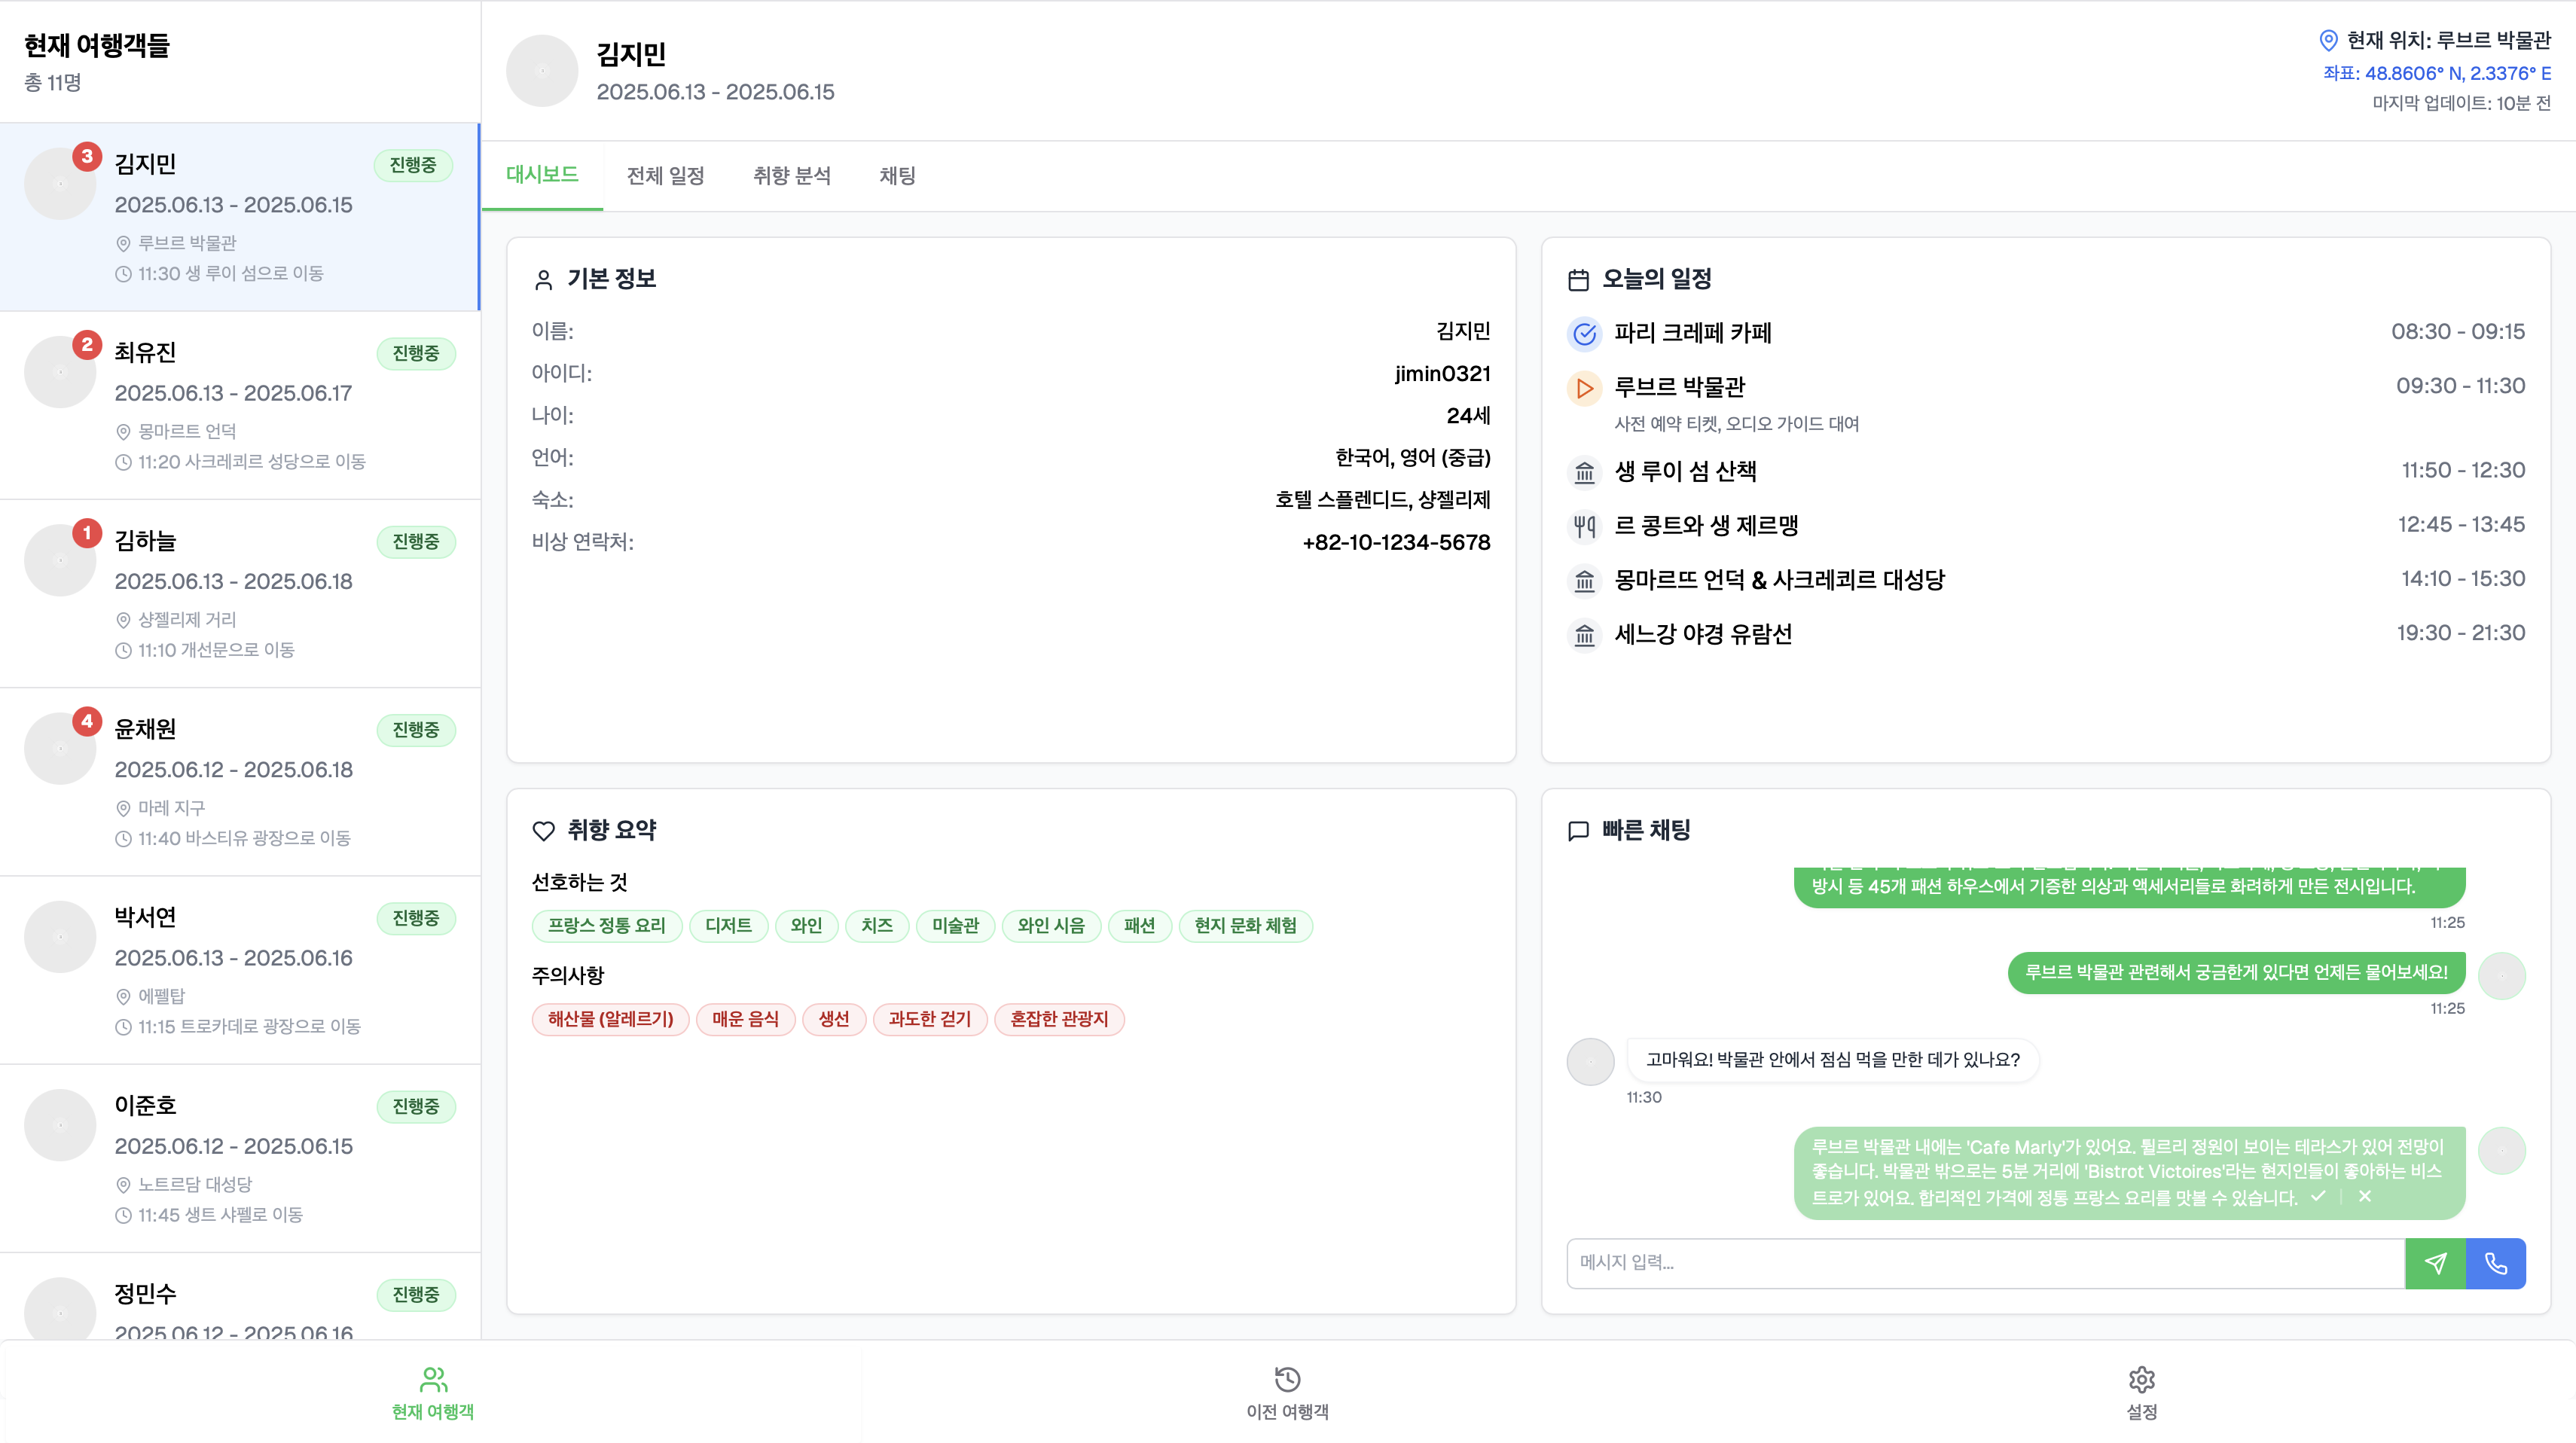 현재 여행객들
총 11명
3
김지민
진행중
2025.06.13 - 2025.06.15
루브르 박물관
11:30 생 루이 섬으로 이동
2
최유진
진행중
2025.06.13 - 2025.06.17
몽마르트 언덕
11:20 사크레쾨르 성당으로 이동
1
김하늘
진행중
2025.06.13 - 2025.06.18
샹젤리제 거리
11:10 개선문으로 이동
4
윤채원
진행중
2025.06.12 - 2025.06.18
마레 지구
11:40 바스티유 광장으로 이동
박서연
진행중
2025.06.13 - 2025.06.16
에펠탑
11:15 트로카데로 광장으로 이동
이준호
진행중
2025.06.12 - 2025.06.15
노트르담 대성당
11:45 생트 샤펠로 이동
정민수
진행중
2025.06.12 - 2025.06.16
김지민
2025.06.13 - 2025.06.15
현재 위치: 루브르 박물관
좌표: 48.8606° N, 2.3376° E
마지막 업데이트: 10분 전
대시보드
전체 일정
취향 분석
채팅
기본 정보
이름: 김지민
아이디: jimin0321
나이: 24세
언어: 한국어, 영어 (중급)
숙소: 호텔 스플렌디드, 샹젤리제
비상 연락처: +82-10-1234-5678
오늘의 일정
파리 크레페 카페 08:30 - 09:15
루브르 박물관 09:30 - 11:30
사전 예약 티켓, 오디오 가이드 대여
생 루이 섬 산책 11:50 - 12:30
르 콩트와 생 제르맹 12:45 - 13:45
몽마르뜨 언덕 & 사크레쾨르 대성당 14:10 - 15:30
세느강 야경 유람선 19:30 - 21:30
취향 요약
선호하는 것
프랑스 정통 요리
디저트
와인
치즈
미술관
와인 시음
패션
현지 문화 체험
주의사항
해산물 (알레르기)
매운 음식
생선
과도한 걷기
혼잡한 관광지
빠른 채팅
방시 등 45개 패션 하우스에서 기증한 의상과 액세서리들로 화려하게 만든 전시입니다.
11:25
루브르 박물관 관련해서 궁금한게 있다면 언제든 물어보세요!
11:25
고마워요! 박물관 안에서 점심 먹을 만한 데가 있나요?
11:30
루브르 박물관 내에는 'Cafe Marly'가 있어요. 튈르리 정원이 보이는 테라스가 있어 전망이
좋습니다. 박물관 밖으로는 5분 거리에 'Bistrot Victoires'라는 현지인들이 좋아하는 비스
트로가 있어요. 합리적인 가격에 정통 프랑스 요리를 맛볼 수 있습니다.
메시지 입력...
현재 여행객
이전 여행객
설정